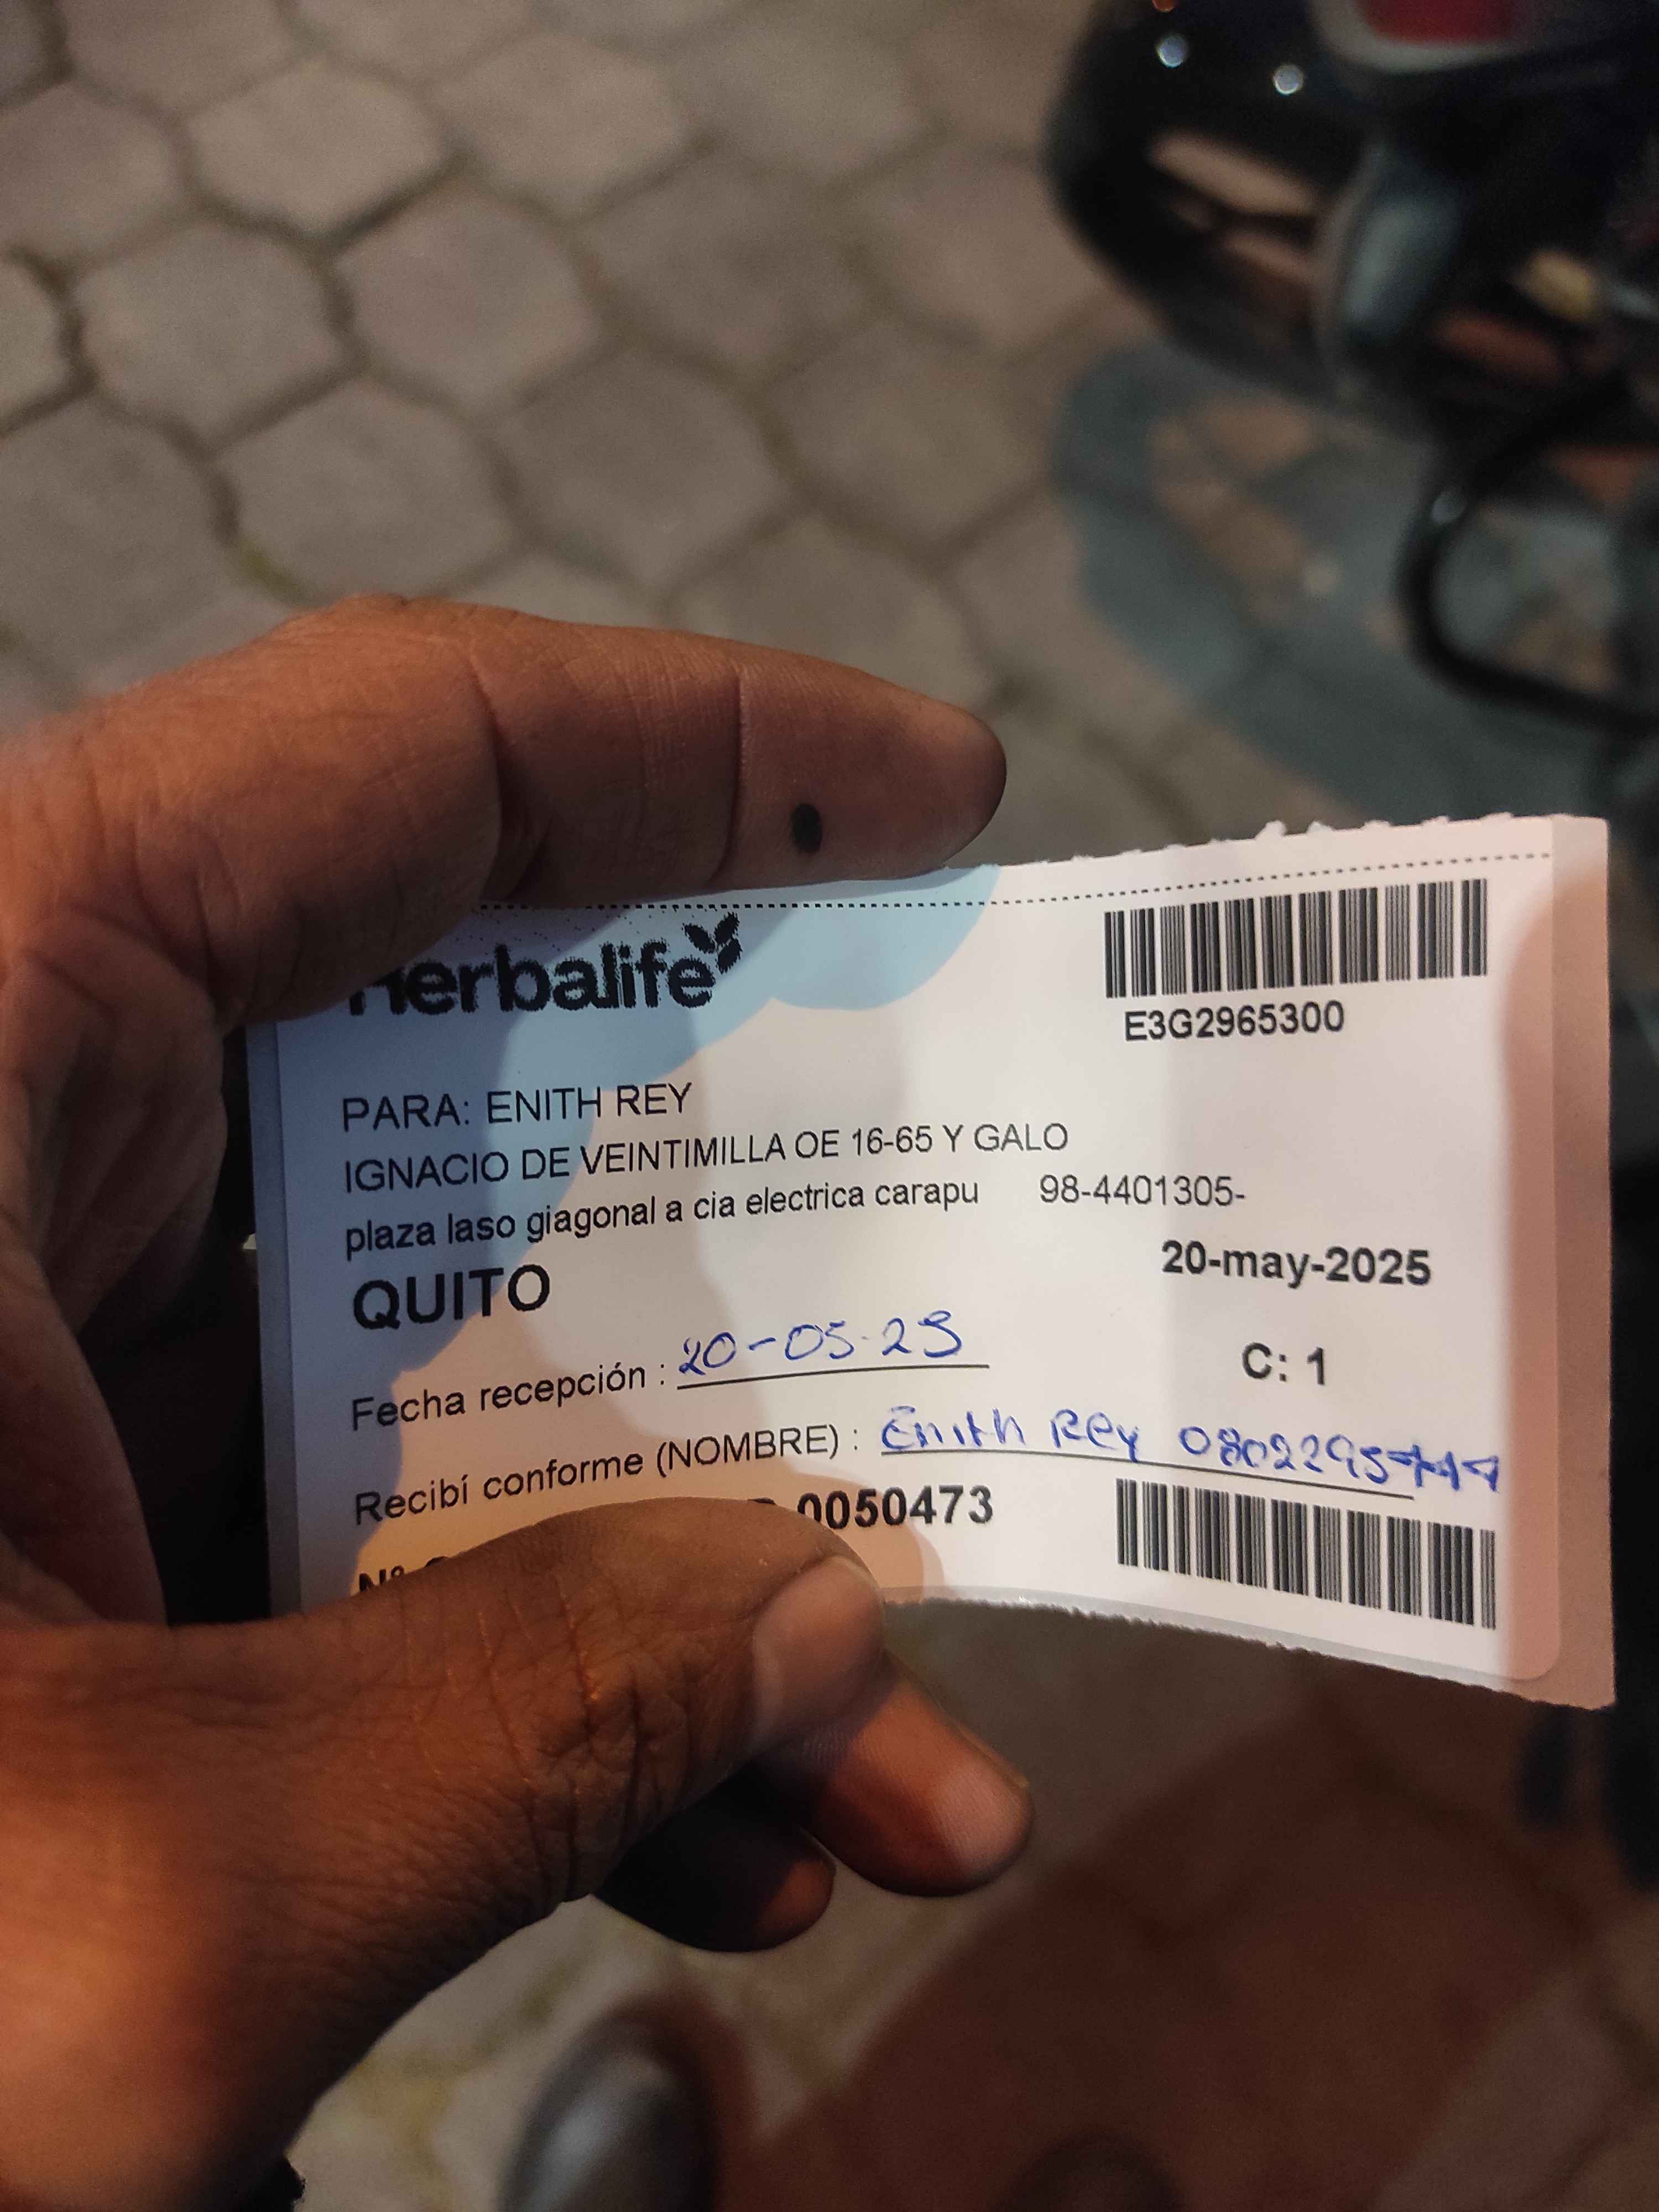 Herbalife
E3G2965300
PARA: ENITH REY
IGNACIO DE VEINTIMILLA OE 16-65 Y GALO
plaza laso giagonal a cia electrica carapu 98-4401305-
20-may-2025
QUITO
Fecha recepción : 20-05-25
C: 1
Recibí conforme (NOMBRE) : Enith Rey
0050473
Nº